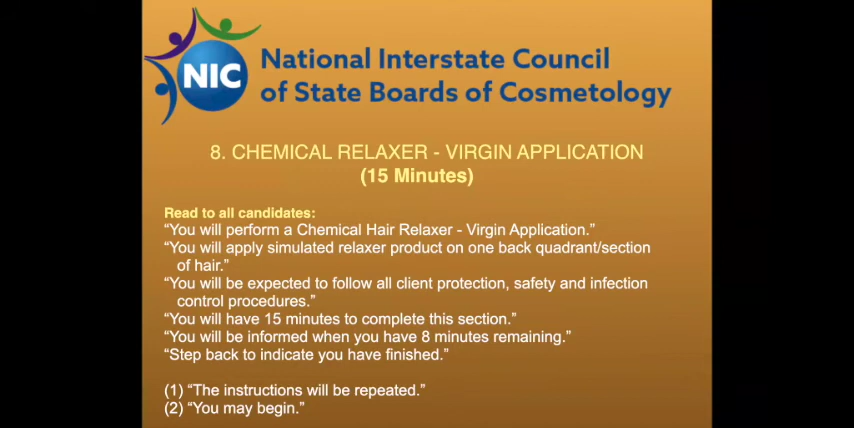 NIC
National Interstate Council
of State Boards of Cosmetology
8. CHEMICAL RELAXER - VIRGIN APPLICATION
(15 Minutes)
Read to all candidates:
“You will perform a Chemical Hair Relaxer - Virgin Application.”
“You will apply simulated relaxer product on one back quadrant/section
of hair.”
“You will be expected to follow all client protection, safety and infection
control procedures.”
“You will have 15 minutes to complete this section.”
“You will be informed when you have 8 minutes remaining.”
“Step back to indicate you have finished.”
(1) “The instructions will be repeated.”
(2) “You may begin.”